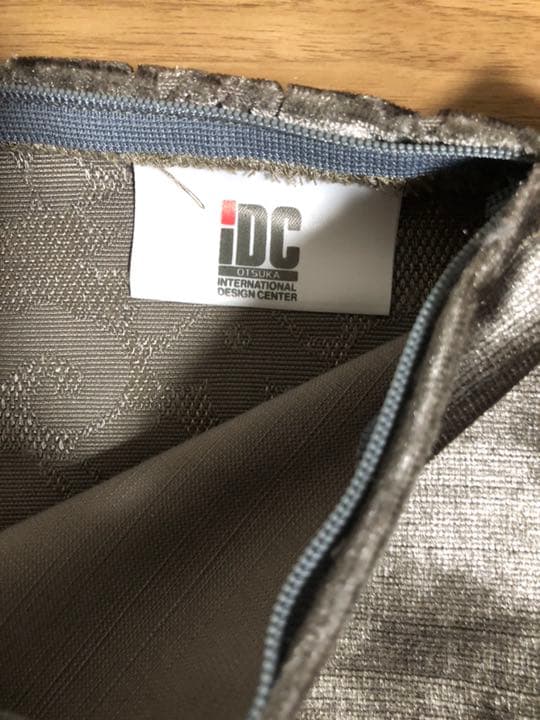 iDC
OTSUKA
INTERNATIONAL
DESIGN CENTER